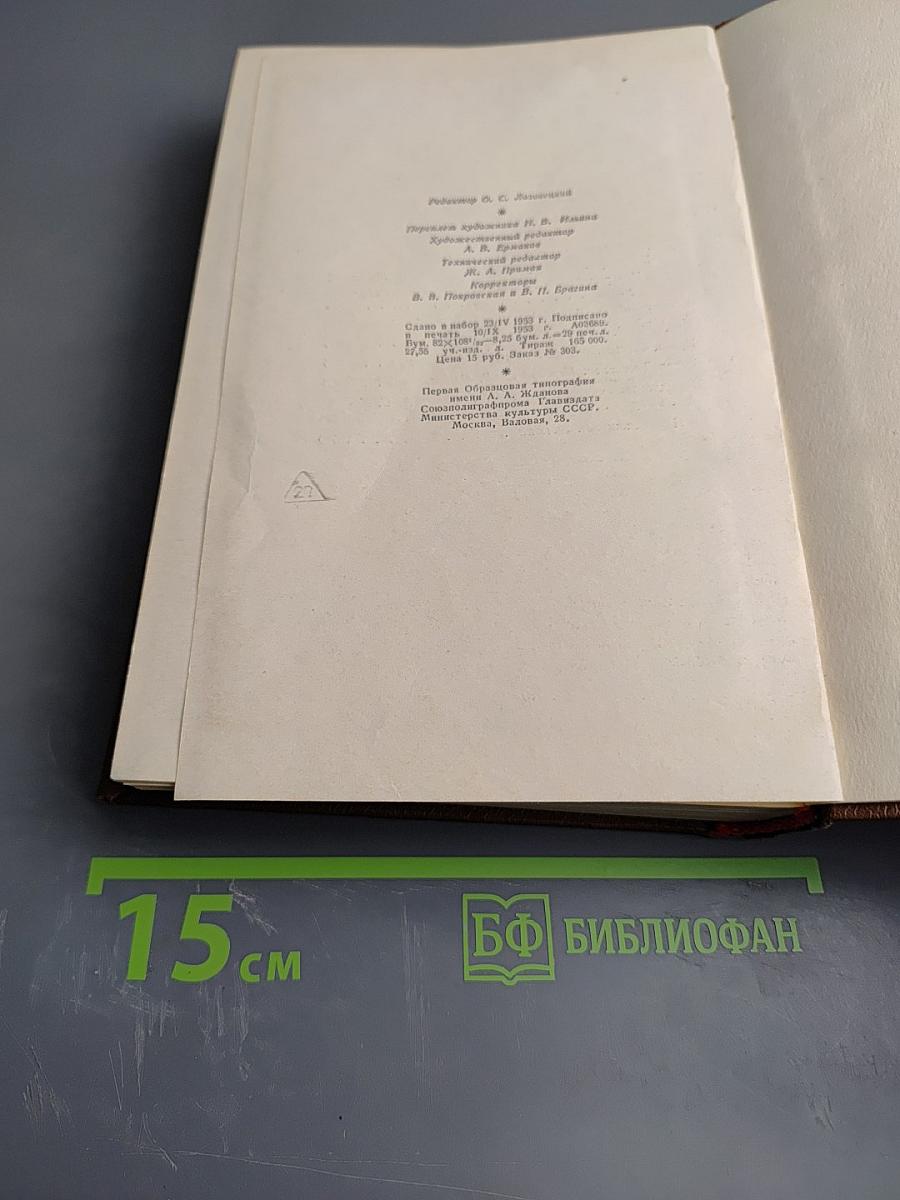 Редактор О. С. Лозовецкий
*
Переплет художника Н. В. Ильина
Художественный редактор
А. В. Ермаков
Технический редактор
Ж. А. Примак
Корректоры
В. В. Покровская и В. П. Брагина
*
Сдано в набор 23/IV 1953 г. Подписано
в печать 10/IX 1953 г. А03689.
Бум. 82×108¹/₃₂—8,25 бум. л.=29 печ. л.
27,55 уч.-изд. л. Тираж 165 000.
Цена 15 руб. Заказ № 303.
*
Первая Образцовая типография
имени А. А. Жданова
Союзполиграфпрома Главиздата
Министерства культуры СССР.
Москва, Валовая, 28.
15 см
БФ БИБЛИОФАН